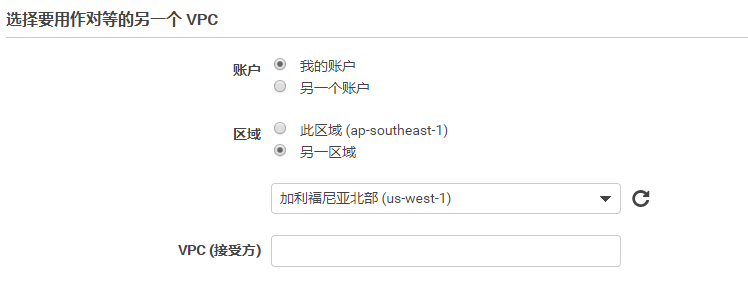 选择要用作对等的另一个 VPC
账户 我的账户
另一个账户
区域 此区域 (ap-southeast-1)
另一区域
加利福尼亚北部 (us-west-1)
VPC (接受方)